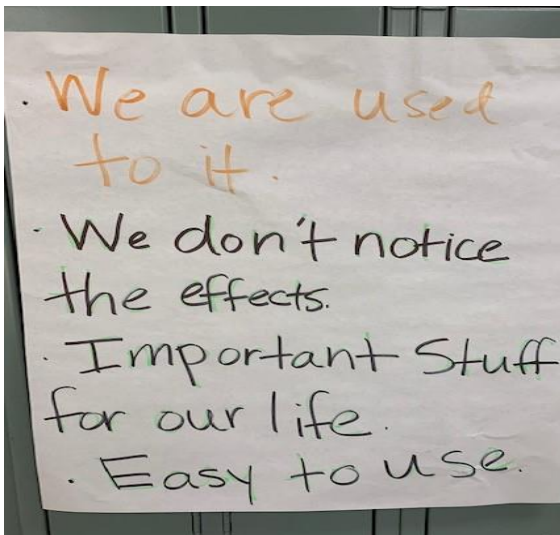 · We are used
to it.
· We don't notice
the effects.
· Important Stuff
for our life.
· Easy to use.